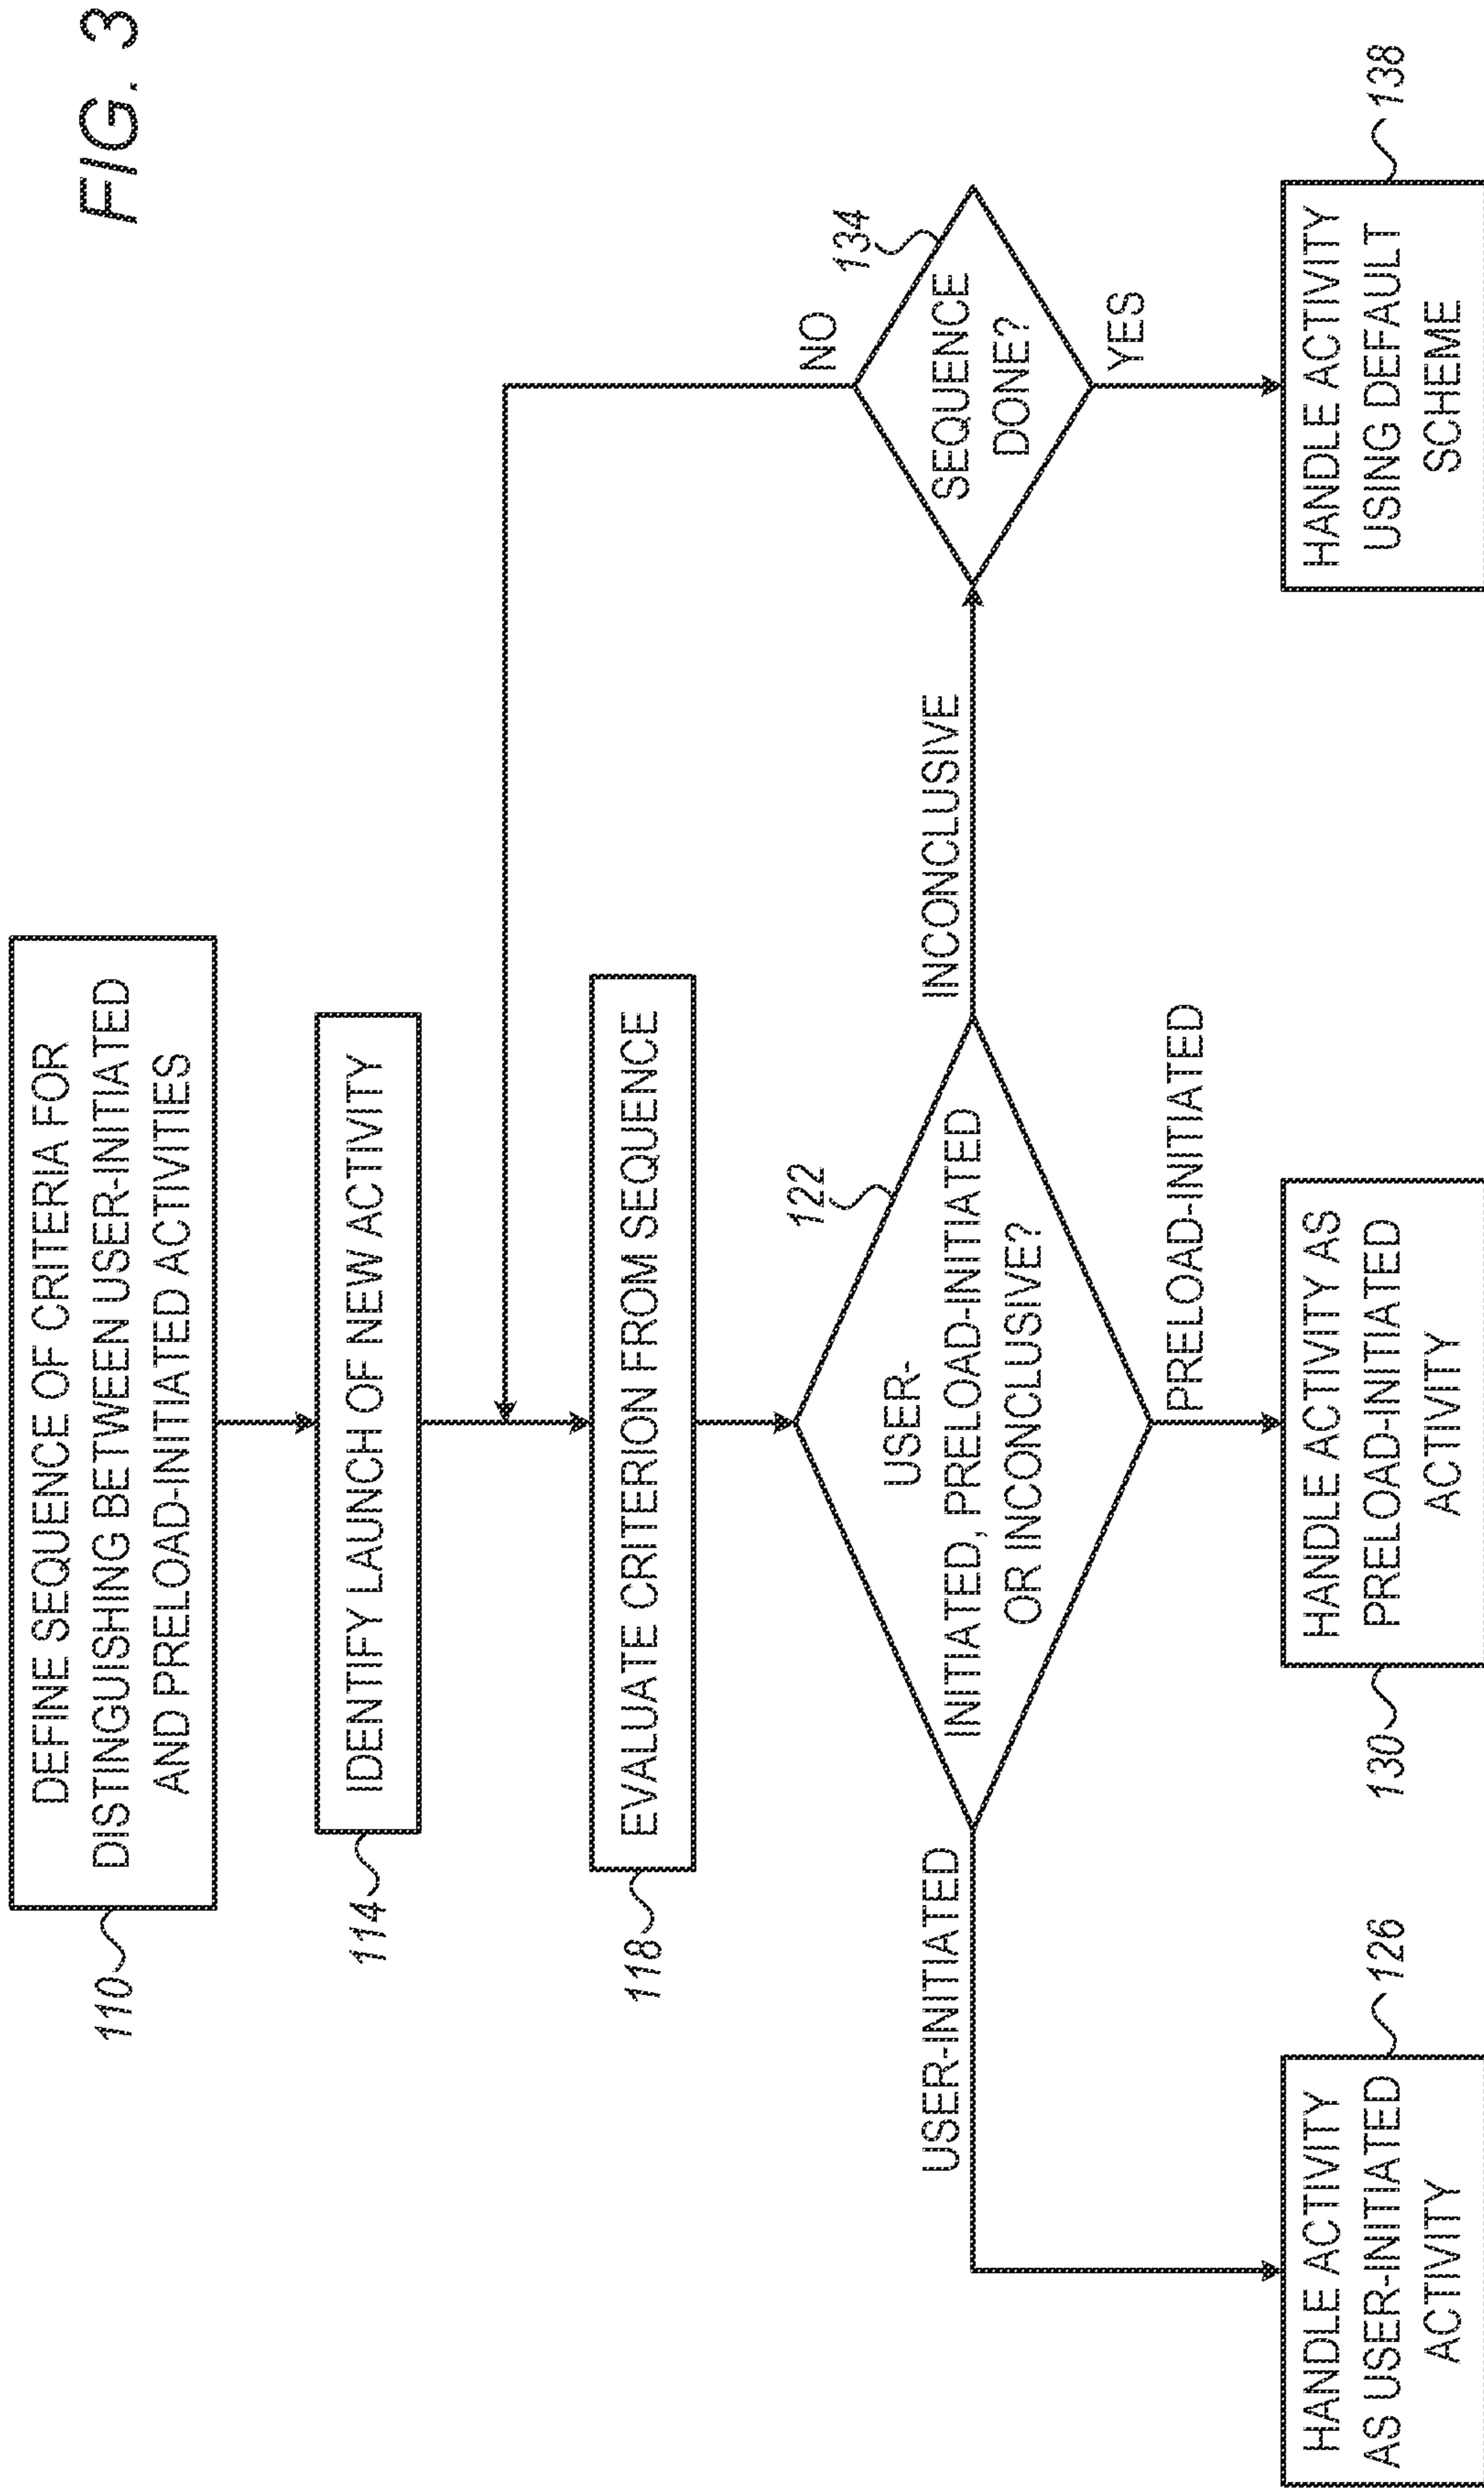 FIG. 3
DEFINE SEQUENCE OF CRITERIA FOR
DISTINGUISHING BETWEEN USER-INITIATED
AND PRELOAD-INITIATED ACTIVITIES
110
IDENTIFY LAUNCH OF NEW ACTIVITY
114
EVALUATE CRITERION FROM SEQUENCE
118
USER-
INITIATED, PRELOAD-INITIATED
OR INCONCLUSIVE?
122
USER-INITIATED
INCONCLUSIVE
PRELOAD-INITIATED
SEQUENCE
DONE?
134
NO
YES
HANDLE ACTIVITY
AS USER-INITIATED
ACTIVITY
126
HANDLE ACTIVITY AS
PRELOAD-INITIATED
ACTIVITY
130
HANDLE ACTIVITY
USING DEFAULT
SCHEME
138